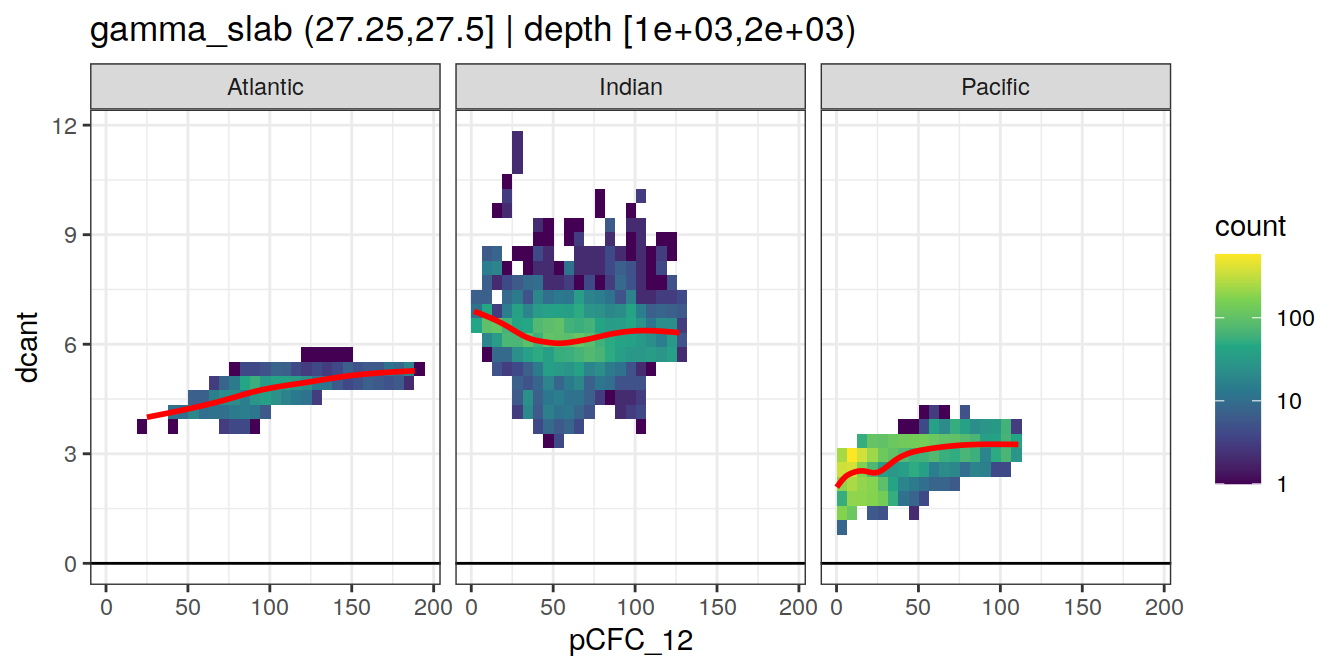 gamma_slab (27.25,27.5] | depth [1e+03,2e+03)
Atlantic
Indian
Pacific
12
9
6
3
0
dcant
0 50 100 150 200
0 50 100 150 200
0 50 100 150 200
pCFC_12
count
100
10
1